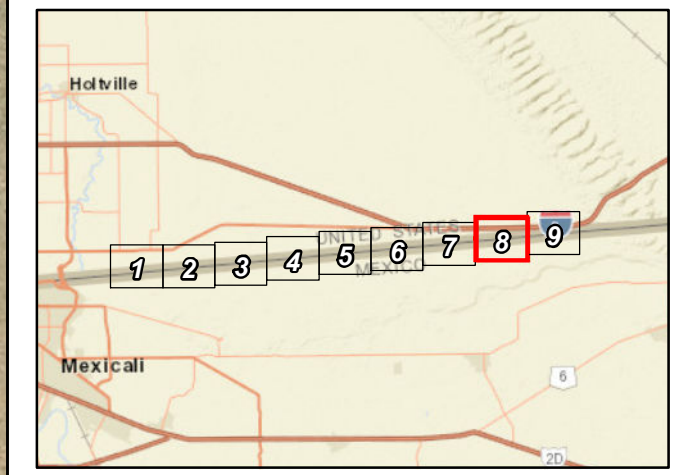 Holtville
UNITED STATES
1 2 3 4 5 6 7 8 9
MEXICO
Mexicali
6
2D